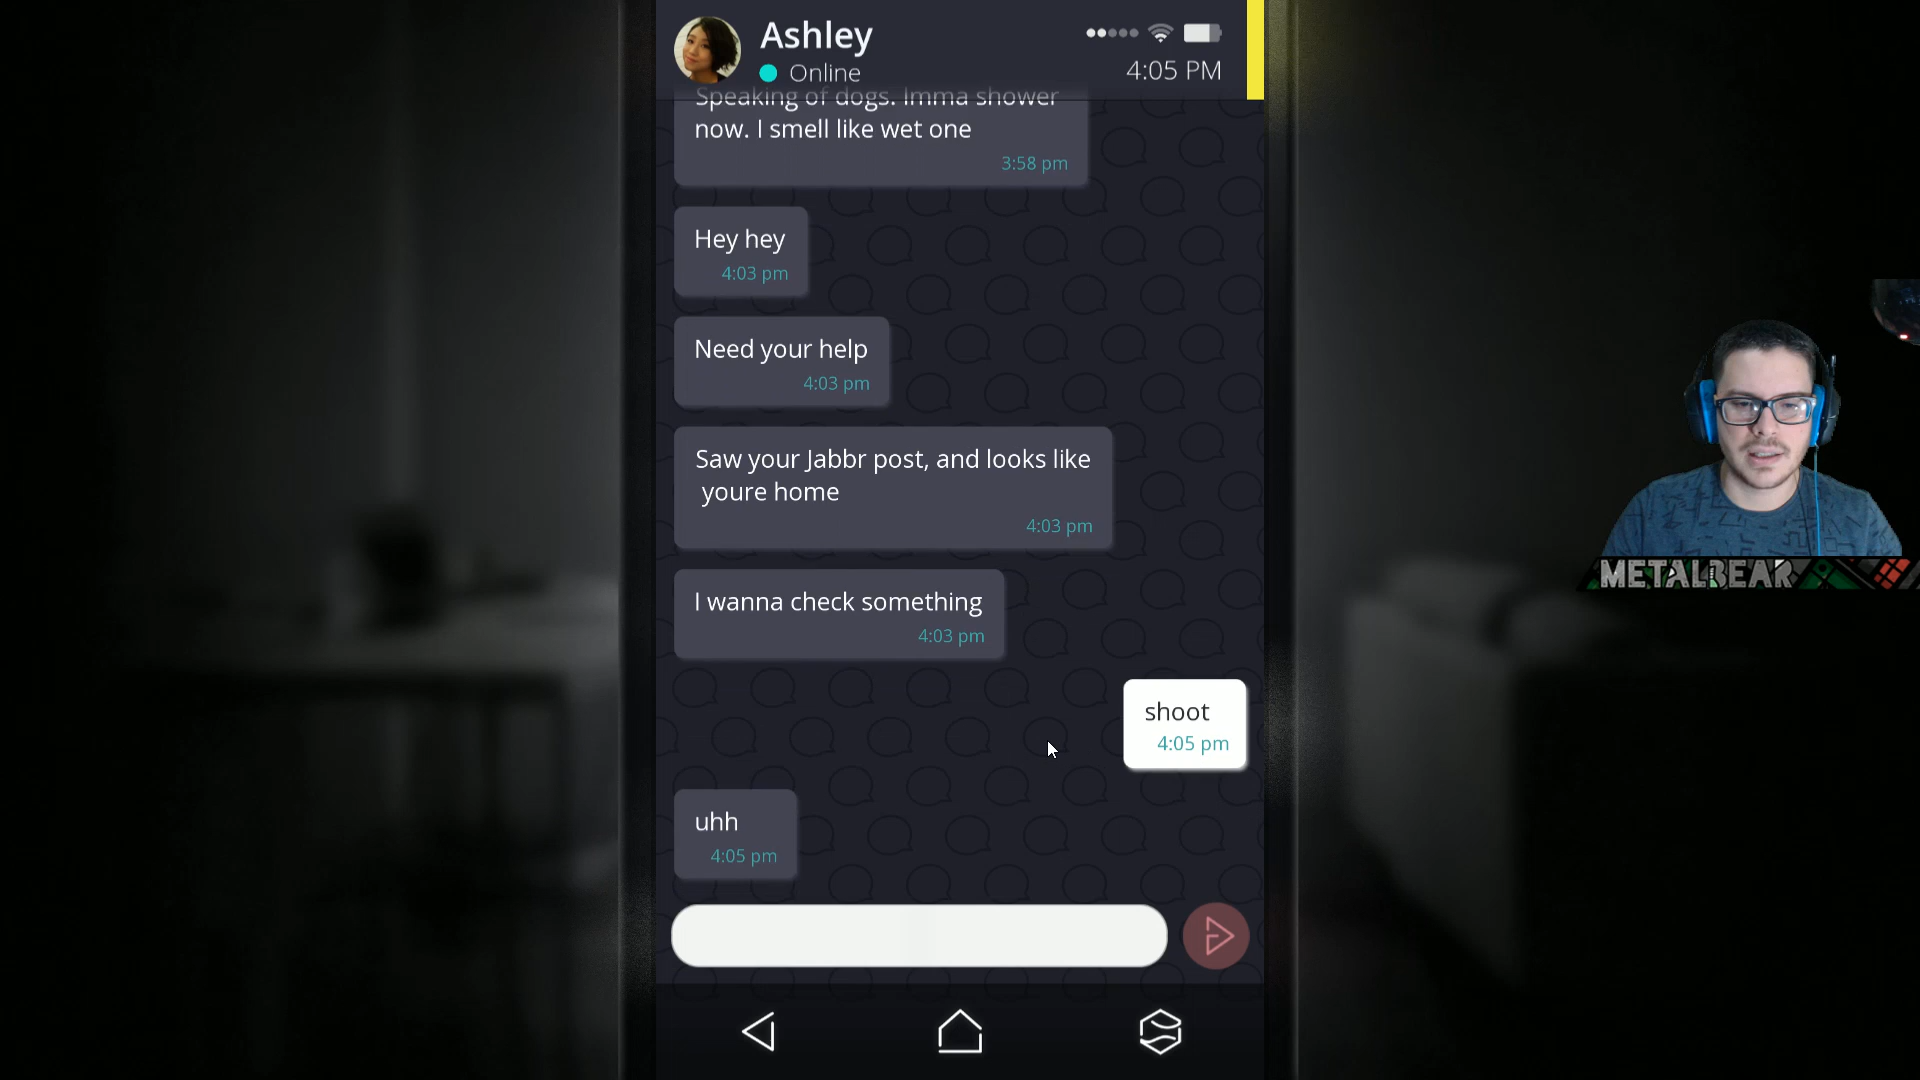 Ashley
Online
4:05 PM
Speaking of dogs. Imma shower
now. I smell like wet one
3:58 pm
Hey hey
4:03 pm
Need your help
4:03 pm
Saw your Jabbr post, and looks like
youre home
4:03 pm
I wanna check something
4:03 pm
shoot
4:05 pm
uhh
4:05 pm
METALBEAR